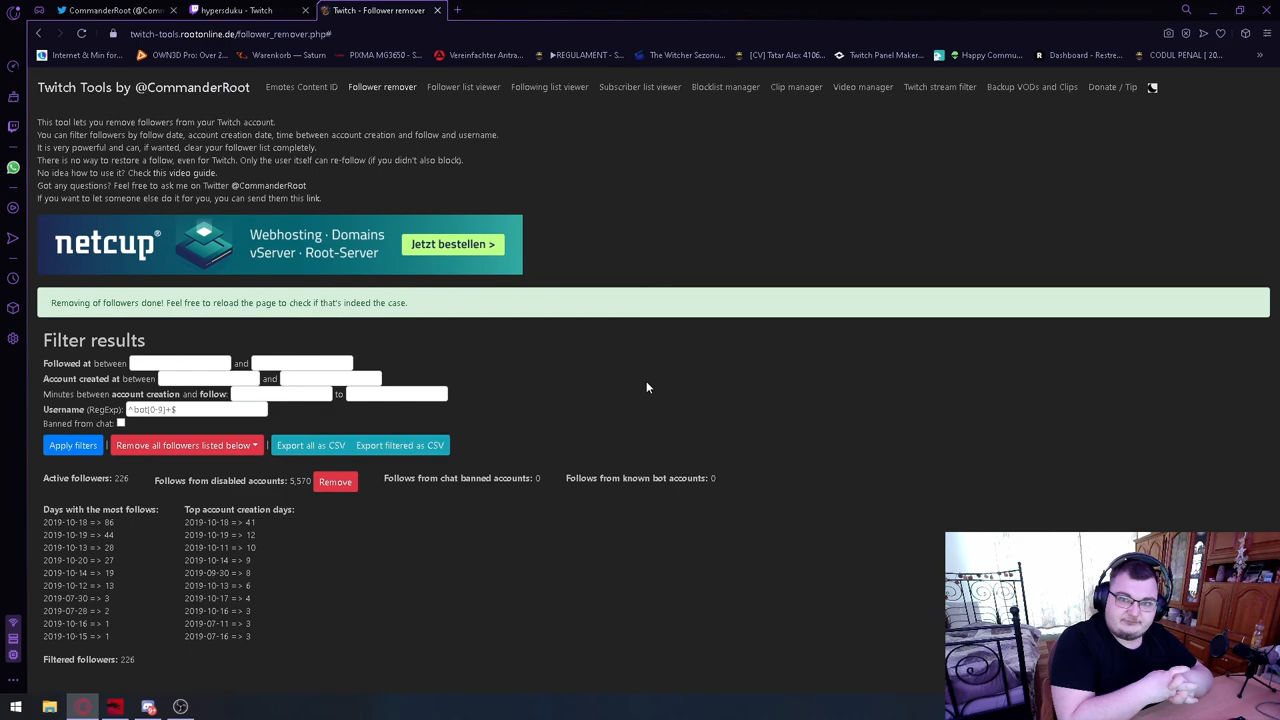 CommanderRoot (@Comm
hypersduku - Twitch
Twitch - Follower remover
twitch-tools.rootonline.de/follower_remover.php#
Internet & Min for...
OWN3D Pro: Over 2...
Warenkorb — Saturn
PIXMA MG3650 - S...
Vereinfachter Antra...
▶REGULAMENT - S...
The Witcher Sezonu...
[CV] Tatar Alex 4106...
Twitch Panel Maker...
Happy Commu...
Dashboard - Restre...
CODUL PENAL [ 20...
Twitch Tools by @CommanderRoot
Emotes Content ID
Follower remover
Follower list viewer
Following list viewer
Subscriber list viewer
Blocklist manager
Clip manager
Video manager
Twitch stream filter
Backup VODs and Clips
Donate / Tip
This tool lets you remove followers from your Twitch account.
You can filter followers by follow date, account creation date, time between account creation and follow and username.
It is very powerful and can, if wanted, clear your follower list completely.
There is no way to restore a follow, even for Twitch. Only the user itself can re-follow (if you didn't also block).
No idea how to use it? Check this video guide.
Got any questions? Feel free to ask me on Twitter @CommanderRoot
If you want to let someone else do it for you, you can send them this link.
netcup®
Webhosting · Domains
vServer · Root-Server
Jetzt bestellen >
Removing of followers done! Feel free to reload the page to check if that's indeed the case.
Filter results
Followed at between and
Account created at between and
Minutes between account creation and follow: to
Username (RegExp): ^bot[0-9]+$
Banned from chat:
Apply filters | Remove all followers listed below | Export all as CSV Export filtered as CSV
Active followers: 226
Follows from disabled accounts: 5,570 Remove
Follows from chat banned accounts: 0
Follows from known bot accounts: 0
Days with the most follows:
2019-10-18 => 86
2019-10-19 => 44
2019-10-13 => 28
2019-10-20 => 27
2019-10-14 => 19
2019-10-12 => 13
2019-07-30 => 3
2019-07-28 => 2
2019-10-16 => 1
2019-10-15 => 1
Top account creation days:
2019-10-18 => 41
2019-10-19 => 12
2019-10-11 => 10
2019-10-14 => 9
2019-09-30 => 8
2019-10-13 => 6
2019-10-17 => 4
2019-10-16 => 3
2019-07-11 => 3
2019-07-16 => 3
Filtered followers: 226